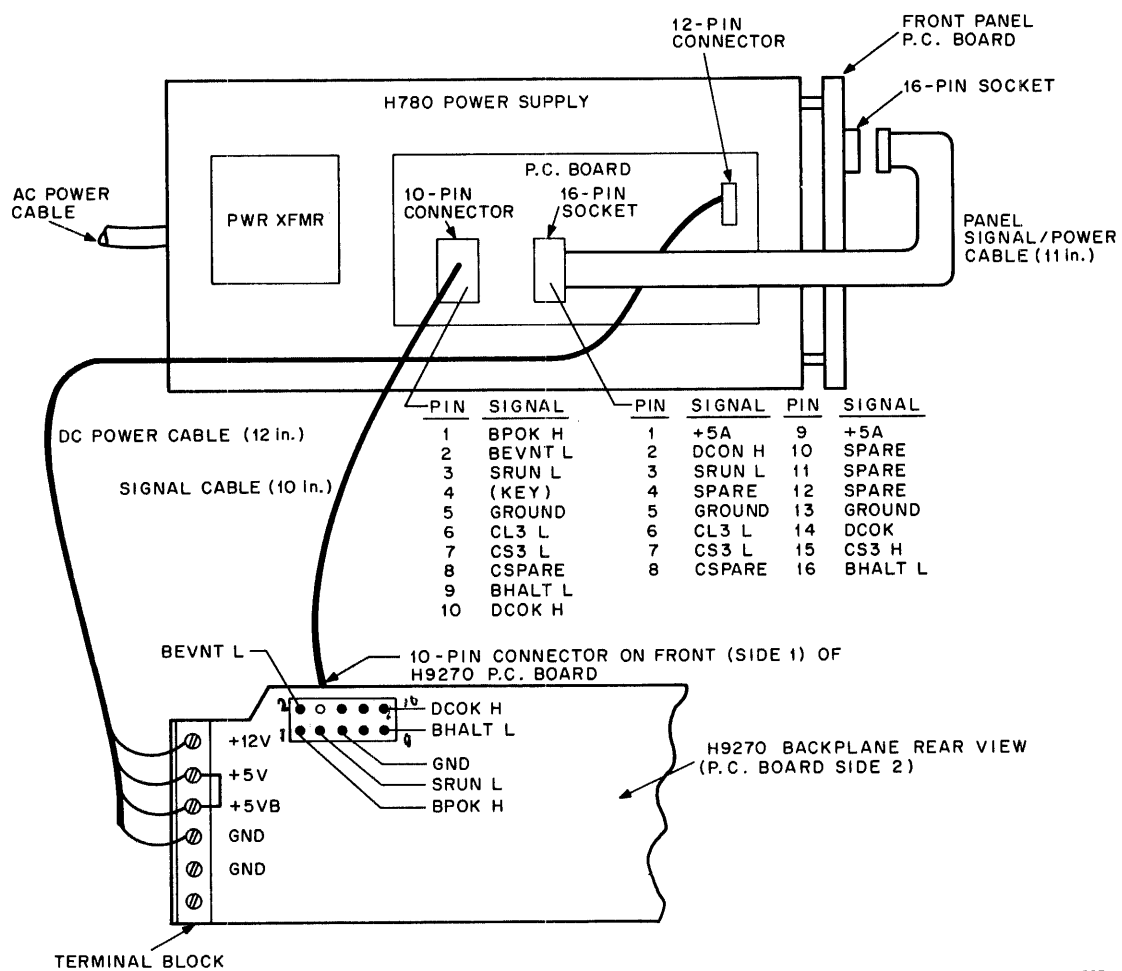 12-PIN
CONNECTOR
FRONT PANEL
P.C. BOARD
16-PIN SOCKET
H780 POWER SUPPLY
P.C. BOARD
AC POWER
CABLE
PWR XFMR
10-PIN
CONNECTOR
16-PIN
SOCKET
PANEL
SIGNAL/POWER
CABLE (11 in.)
PIN SIGNAL PIN SIGNAL PIN SIGNAL
1 BPOK H 1 +5A 9 +5A
2 BEVNT L 2 DCON H 10 SPARE
3 SRUN L 3 SRUN L 11 SPARE
4 (KEY) 4 SPARE 12 SPARE
5 GROUND 5 GROUND 13 GROUND
6 CL3 L 6 CL3 L 14 DCOK
7 CS3 L 7 CS3 L 15 CS3 H
8 CSPARE 8 CSPARE 16 BHALT L
9 BHALT L
10 DCOK H
DC POWER CABLE (12 in.)
SIGNAL CABLE (10 in.)
BEVNT L
10-PIN CONNECTOR ON FRONT (SIDE 1) OF
H9270 P.C. BOARD
2 10 DCOK H
1 9 BHALT L
GND
SRUN L
BPOK H
+12V
+5V
+5VB
GND
GND
H9270 BACKPLANE REAR VIEW
(P.C. BOARD SIDE 2)
TERMINAL BLOCK